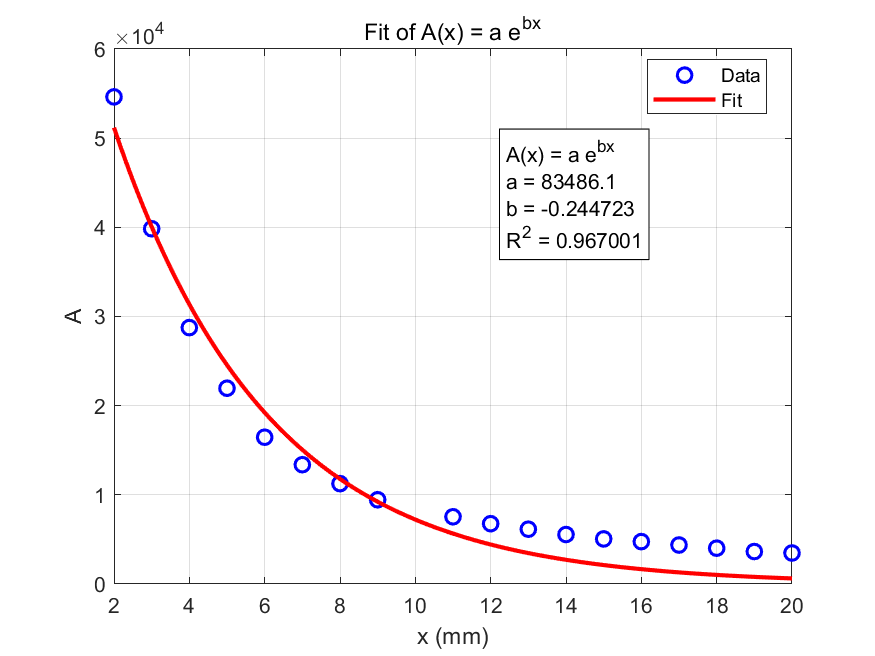 Fit of A(x) = a e^bx
×10^4
6
5
4
3
2
1
0
A
2 4 6 8 10 12 14 16 18 20
x (mm)
Data
Fit
A(x) = a e^bx
a = 83486.1
b = -0.244723
R^2 = 0.967001